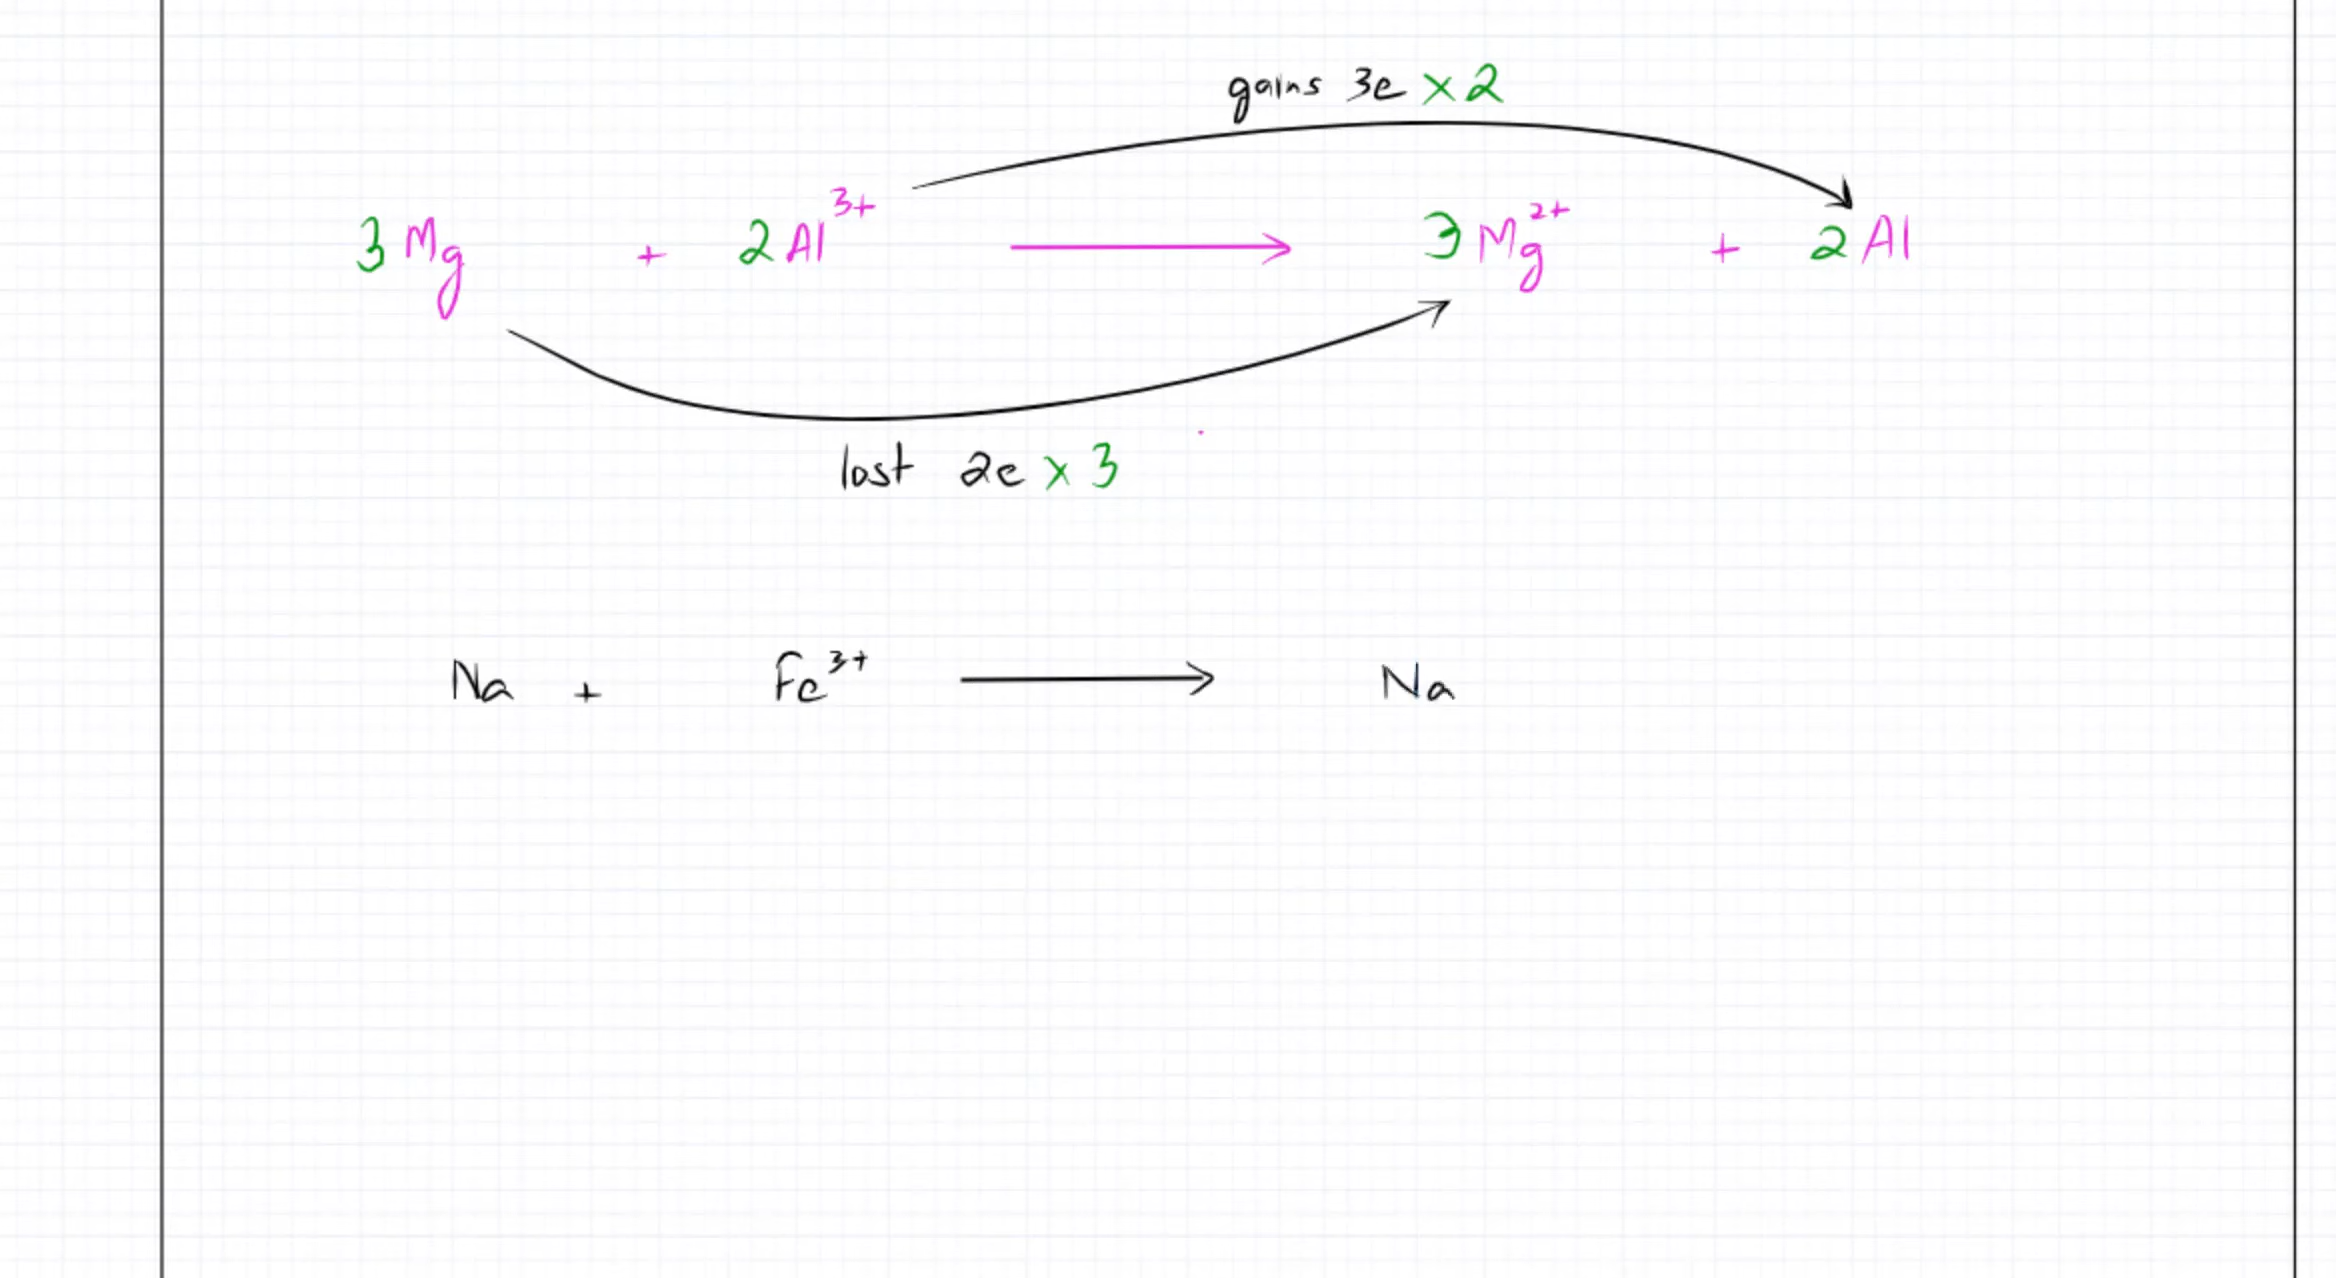 gains 3e × 2
3 Mg + 2 Al³⁺ → 3 Mg²⁺ + 2 Al
lost 2e × 3
Na + Fe³⁺ → Na